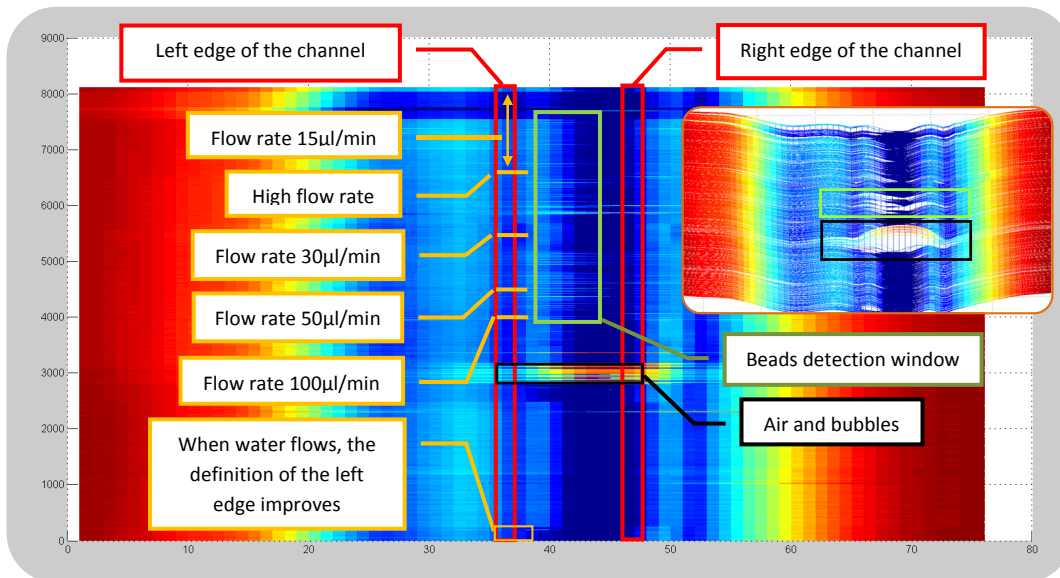 Left edge of the channel
Right edge of the channel
9000
8000
7000
6000
5000
4000
3000
2000
1000
0
Flow rate 15µl/min
High flow rate
Flow rate 30µl/min
Flow rate 50µl/min
Flow rate 100µl/min
When water flows, the
definition of the left
edge improves
Beads detection window
Air and bubbles
0
10
20
30
40
50
60
70
80